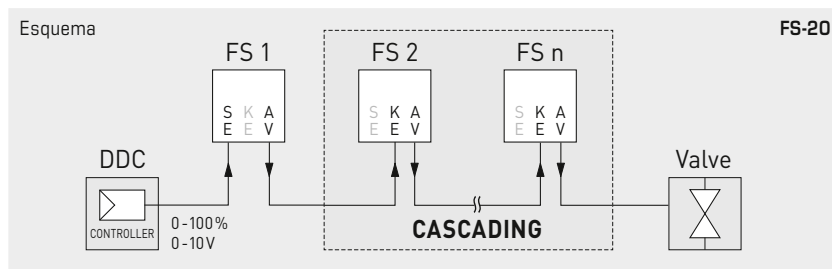 Esquema
FS-20
FS 1
FS 2
FS n
S K A
E E V
S K A
E E V
S K A
E E V
DDC
CONTROLLER
0-100%
0-10V
CASCADING
Valve